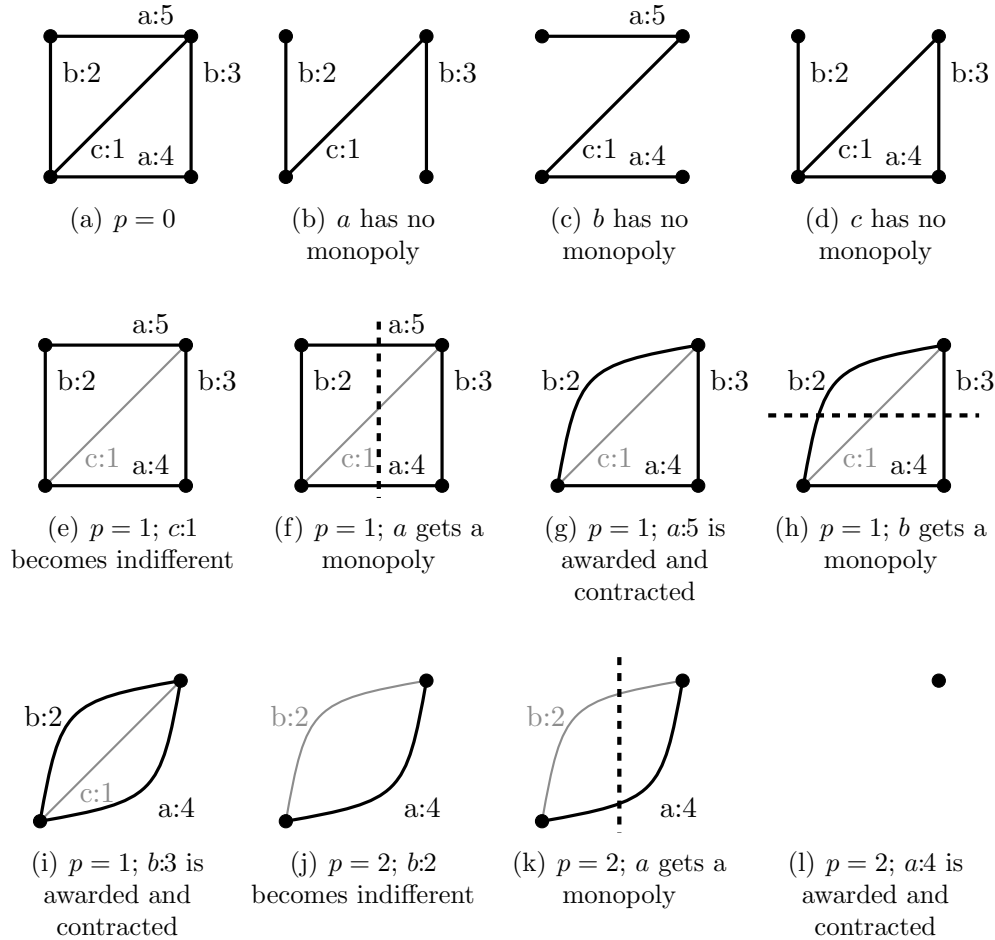 a:5
b:2
b:3
c:1
a:4
(a) p = 0
b:2
b:3
c:1
(b) a has no
monopoly
a:5
c:1
a:4
(c) b has no
monopoly
b:2
b:3
c:1
a:4
(d) c has no
monopoly
a:5
b:2
b:3
c:1
a:4
(e) p = 1; c:1
becomes indifferent
a:5
b:2
b:3
c:1
a:4
(f) p = 1; a gets a
monopoly
b:2
b:3
c:1
a:4
(g) p = 1; a:5 is
awarded and
contracted
b:2
b:3
c:1
a:4
(h) p = 1; b gets a
monopoly
b:2
c:1
a:4
(i) p = 1; b:3 is
awarded and
contracted
b:2
a:4
(j) p = 2; b:2
becomes indifferent
b:2
a:4
(k) p = 2; a gets a
monopoly
(l) p = 2; a:4 is
awarded and
contracted